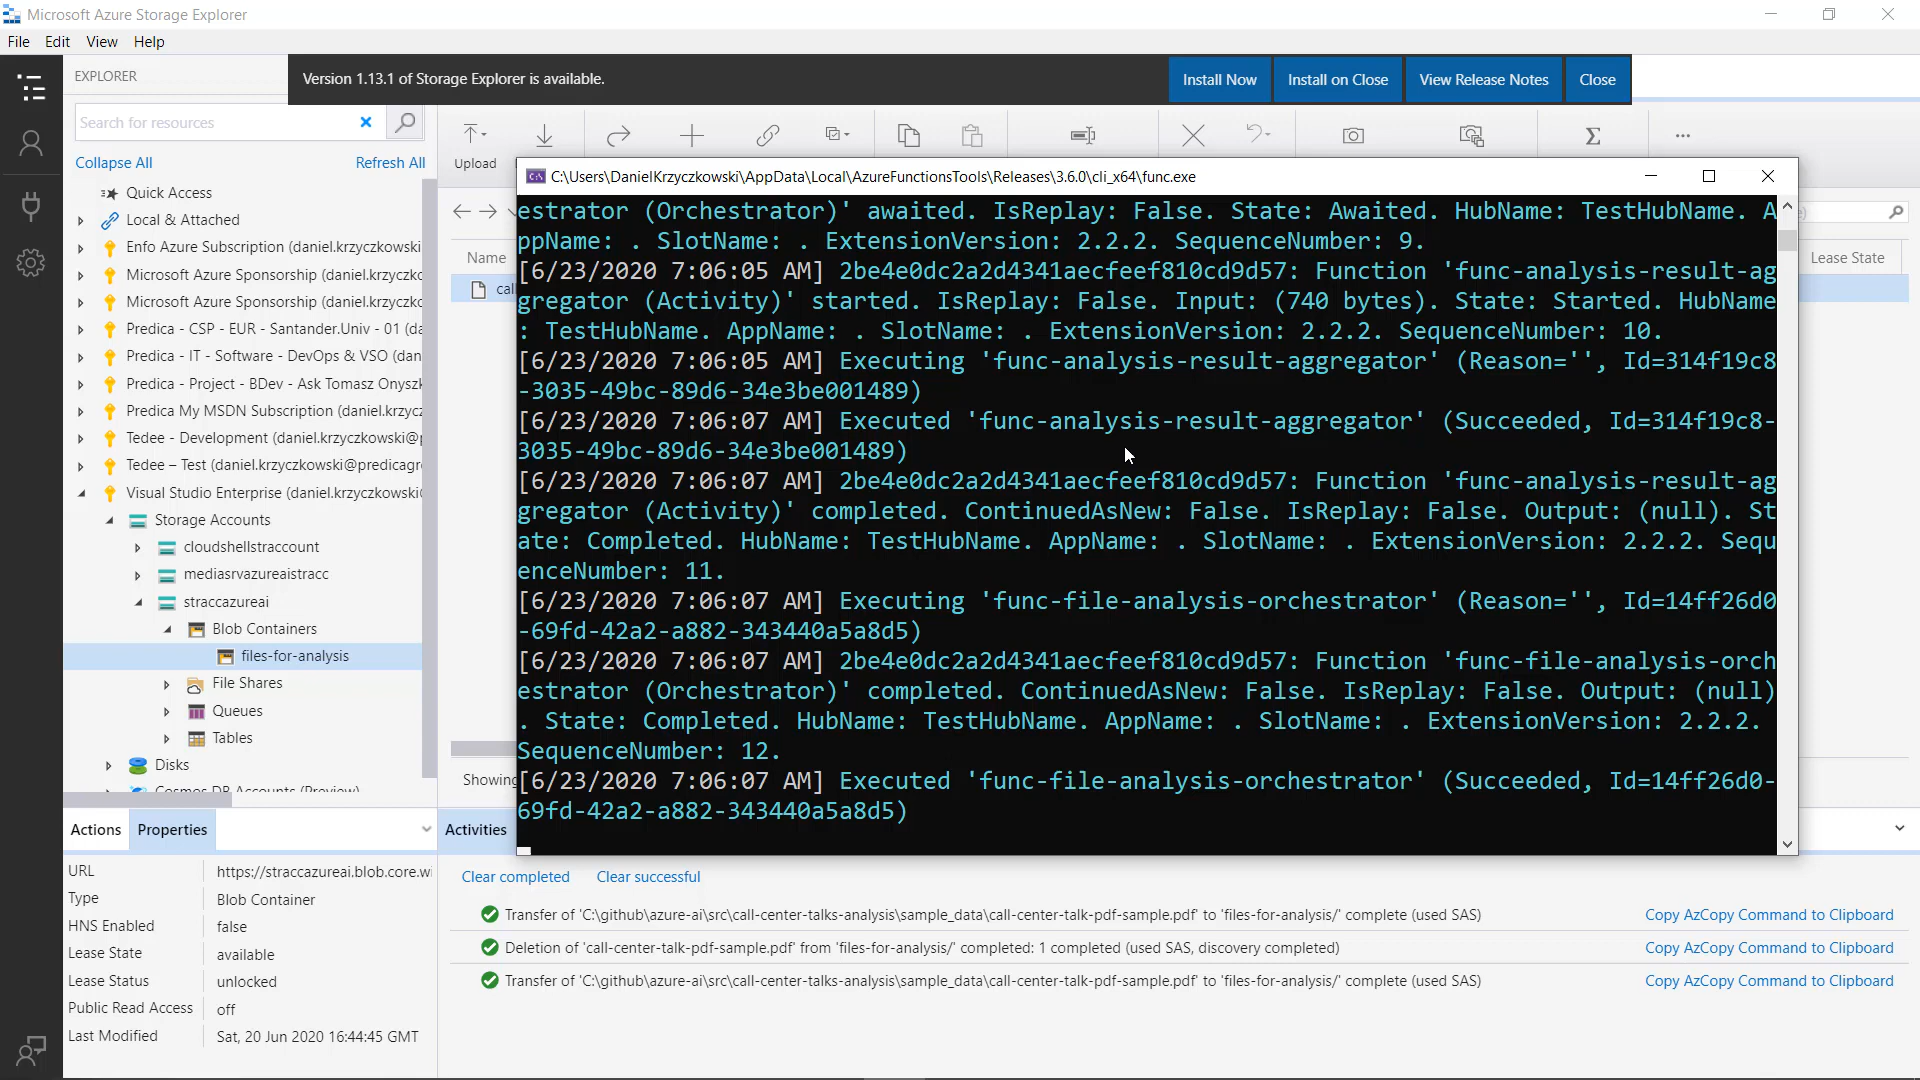 Microsoft Azure Storage Explorer
File Edit View Help
EXPLORER
Version 1.13.1 of Storage Explorer is available.
Install Now Install on Close View Release Notes Close
Search for resources
Collapse All Refresh All
Upload
Quick Access
Local & Attached
Enfo Azure Subscription (daniel.krzyczkowski
Microsoft Azure Sponsorship (daniel.krzyczkc
Microsoft Azure Sponsorship (daniel.krzyczkc
Predica - CSP - EUR - Santander.Univ - 01 (da
Predica - IT - Software - DevOps & VSO (dan
Predica - Project - BDev - Ask Tomasz Onyszk
Predica My MSDN Subscription (daniel.krzyc
Tedee - Development (daniel.krzyczkowski@p
Tedee – Test (daniel.krzyczkowski@predicagr
Visual Studio Enterprise (daniel.krzyczkowski
Storage Accounts
cloudshellstraccount
mediasrvazureaistracc
straccazureai
Blob Containers
files-for-analysis
File Shares
Queues
Tables
Disks
Cosmos DB Accounts (Preview)
Name
Lease State
cal
Showing
C:\Users\DanielKrzyczkowski\AppData\Local\AzureFunctionsTools\Releases\3.6.0\cli_x64\func.exe
estrator (Orchestrator)' awaited. IsReplay: False. State: Awaited. HubName: TestHubName. A
ppName: . SlotName: . ExtensionVersion: 2.2.2. SequenceNumber: 9.
[6/23/2020 7:06:05 AM] 2be4e0dc2a2d4341aecfeef810cd9d57: Function 'func-analysis-result-ag
gregator (Activity)' started. IsReplay: False. Input: (740 bytes). State: Started. HubName
: TestHubName. AppName: . SlotName: . ExtensionVersion: 2.2.2. SequenceNumber: 10.
[6/23/2020 7:06:05 AM] Executing 'func-analysis-result-aggregator' (Reason='', Id=314f19c8
-3035-49bc-89d6-34e3be001489)
[6/23/2020 7:06:07 AM] Executed 'func-analysis-result-aggregator' (Succeeded, Id=314f19c8-
3035-49bc-89d6-34e3be001489)
[6/23/2020 7:06:07 AM] 2be4e0dc2a2d4341aecfeef810cd9d57: Function 'func-analysis-result-ag
gregator (Activity)' completed. ContinuedAsNew: False. IsReplay: False. Output: (null). St
ate: Completed. HubName: TestHubName. AppName: . SlotName: . ExtensionVersion: 2.2.2. Sequ
enceNumber: 11.
[6/23/2020 7:06:07 AM] Executing 'func-file-analysis-orchestrator' (Reason='', Id=14ff26d0
-69fd-42a2-a882-343440a5a8d5)
[6/23/2020 7:06:07 AM] 2be4e0dc2a2d4341aecfeef810cd9d57: Function 'func-file-analysis-orch
estrator (Orchestrator)' completed. ContinuedAsNew: False. IsReplay: False. Output: (null)
. State: Completed. HubName: TestHubName. AppName: . SlotName: . ExtensionVersion: 2.2.2.
SequenceNumber: 12.
[6/23/2020 7:06:07 AM] Executed 'func-file-analysis-orchestrator' (Succeeded, Id=14ff26d0-
69fd-42a2-a882-343440a5a8d5)
Actions Properties
URL https://straccazureai.blob.core.wi
Type Blob Container
HNS Enabled false
Lease State available
Lease Status unlocked
Public Read Access off
Last Modified Sat, 20 Jun 2020 16:44:45 GMT
Activities
Clear completed Clear successful
Transfer of 'C:\github\azure-ai\src\call-center-talks-analysis\sample_data\call-center-talk-pdf-sample.pdf' to 'files-for-analysis/' complete (used SAS) Copy AzCopy Command to Clipboard
Deletion of 'call-center-talk-pdf-sample.pdf' from 'files-for-analysis/' completed: 1 completed (used SAS, discovery completed) Copy AzCopy Command to Clipboard
Transfer of 'C:\github\azure-ai\src\call-center-talks-analysis\sample_data\call-center-talk-pdf-sample.pdf' to 'files-for-analysis/' complete (used SAS) Copy AzCopy Command to Clipboard